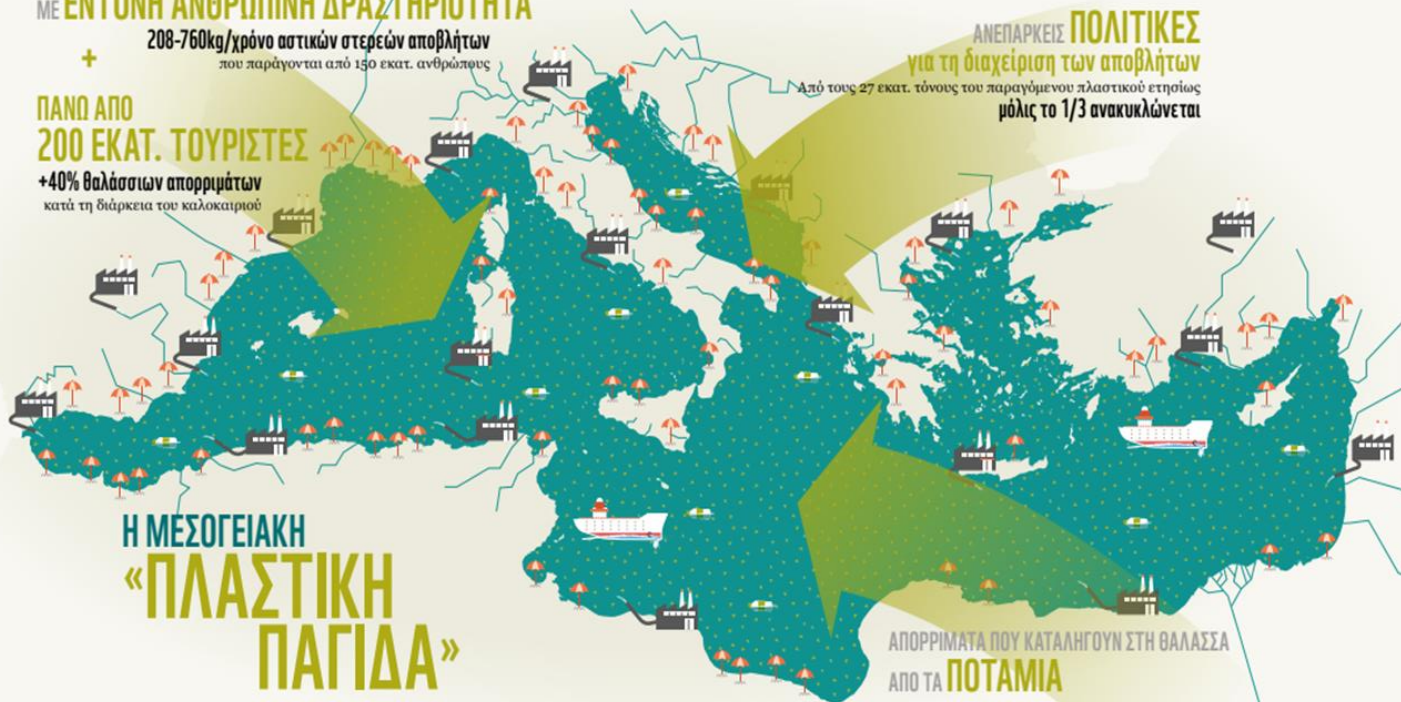 ΜΕ ΕΝΤΟΝΗ ΑΝΘΡΩΠΙΝΗ ΔΡΑΣΤΗΡΙΟΤΗΤΑ
208-760kg/χρόνο αστικών στερεών αποβλήτων
που παράγονται από 150 εκατ. ανθρώπους
+
ΠΑΝΩ ΑΠΟ
200 ΕΚΑΤ. ΤΟΥΡΙΣΤΕΣ
+40% θαλάσσιων απορριμάτων
κατά τη διάρκεια του καλοκαιριού
ΑΝΕΠΑΡΚΕΙΣ ΠΟΛΙΤΙΚΕΣ
για τη διαχείριση των αποβλήτων
Από τους 27 εκατ. τόνους του παραγόμενου πλαστικού ετησίως
μόλις το 1/3 ανακυκλώνεται
Η ΜΕΣΟΓΕΙΑΚΗ
«ΠΛΑΣΤΙΚΗ
ΠΑΓΙΔΑ»
ΑΠΟΡΡΙΜΑΤΑ ΠΟΥ ΚΑΤΑΛΗΓΟΥΝ ΣΤΗ ΘΑΛΑΣΣΑ
ΑΠΟ ΤΑ ΠΟΤΑΜΙΑ